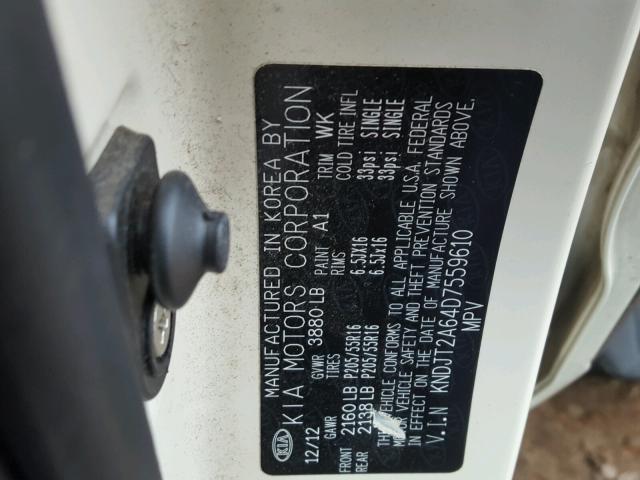 KIA
MANUFACTURED IN KOREA BY
KIA MOTORS CORPORATION
12/12 GVWR 3880 LB PAINT A1 TRIM WK
GAWR TIRES RIMS COLD TIRE INFL
FRONT 2160 LB P205/55R16 6.5JX16 33psi SINGLE
REAR 2138 LB P205/55R16 6.5Jx16 33psi SINGLE
VEHICLE CONFORMS TO ALL APPLICABLE U.S.A. FEDERAL
VEHICLE SAFETY AND THEFT PREVENTION STANDARDS
IN EFFECT ON THE DATE OF MANUFACTURE SHOWN ABOVE.
V.I.N KNDJT2A64D7559610
MPV